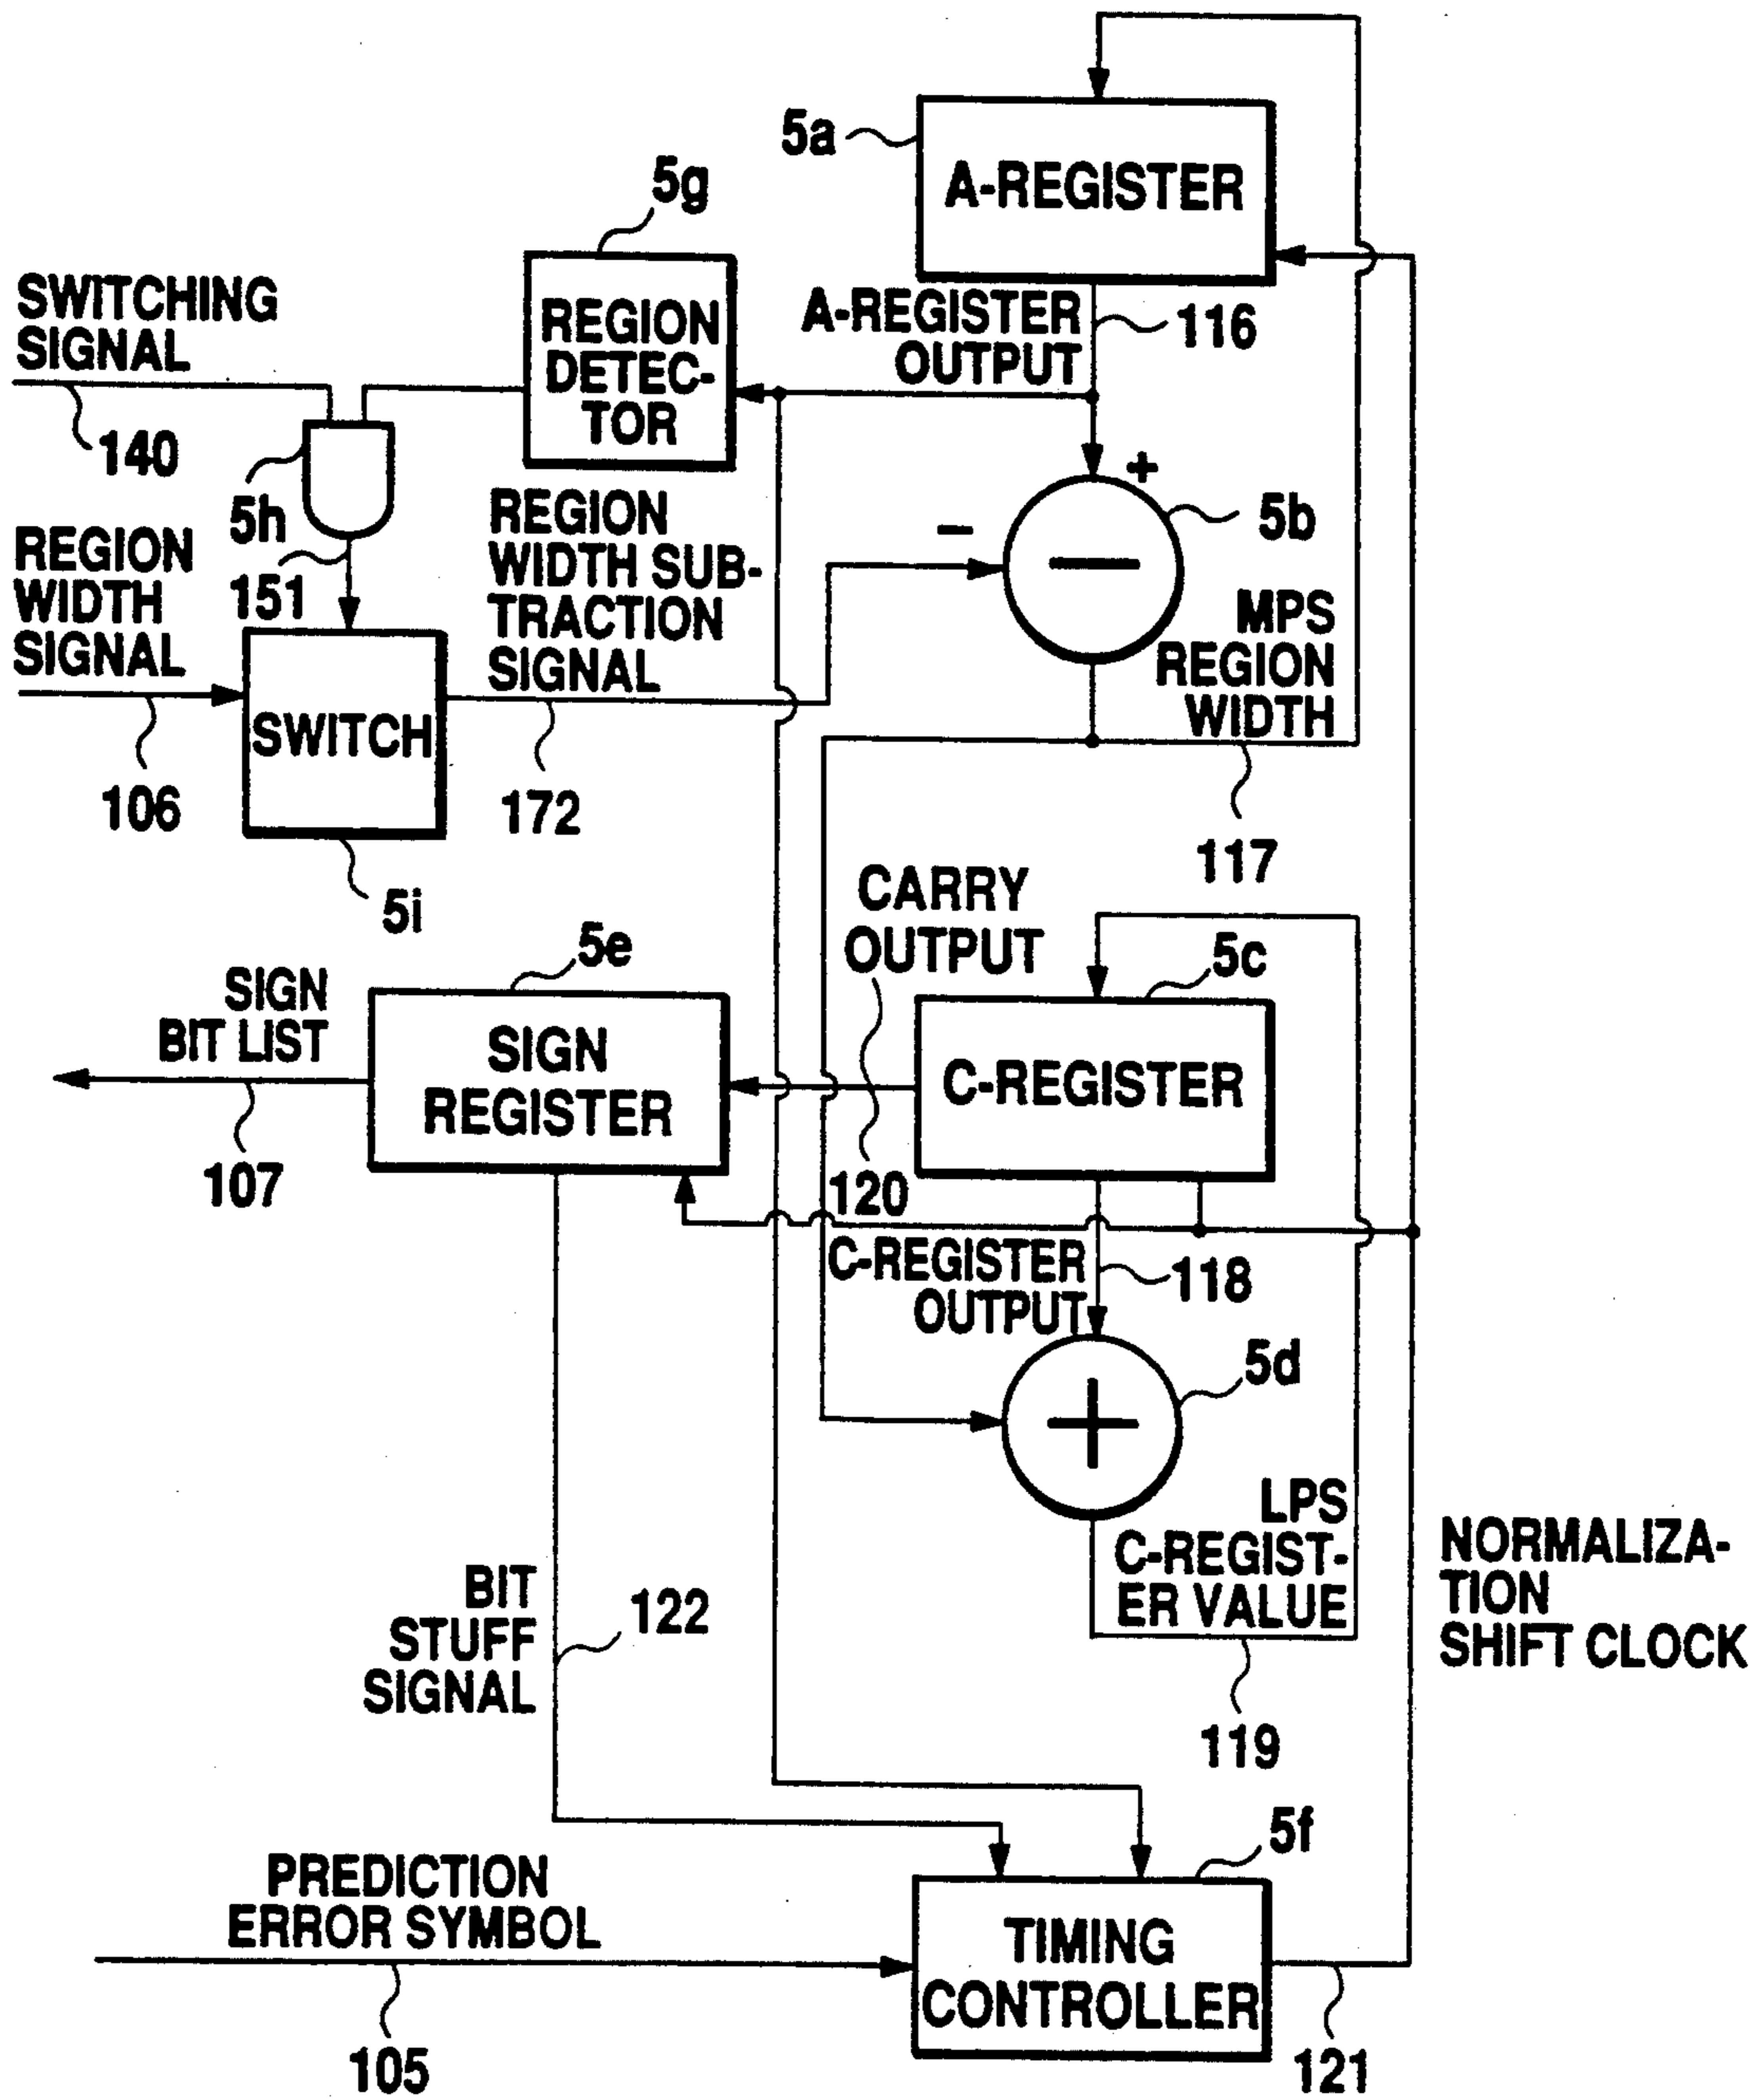 5a
A-REGISTER
5g
SWITCHING
SIGNAL
REGION
DETEC-
TOR
A-REGISTER
OUTPUT
116
140
5h
+
−
5b
—
REGION
WIDTH
SIGNAL
151
REGION
WIDTH SUB-
TRACTION
SIGNAL
MPS
REGION
WIDTH
SWITCH
106
172
117
5i
CARRY
OUTPUT
5e
5c
SIGN
BIT LIST
SIGN
REGISTER
C-REGISTER
107
120
C-REGISTER
OUTPUT
118
5d
+
LPS
C-REGIST-
ER VALUE
NORMALIZA-
TION
SHIFT CLOCK
BIT
STUFF
SIGNAL
122
119
5f
PREDICTION
ERROR SYMBOL
TIMING
CONTROLLER
105
121